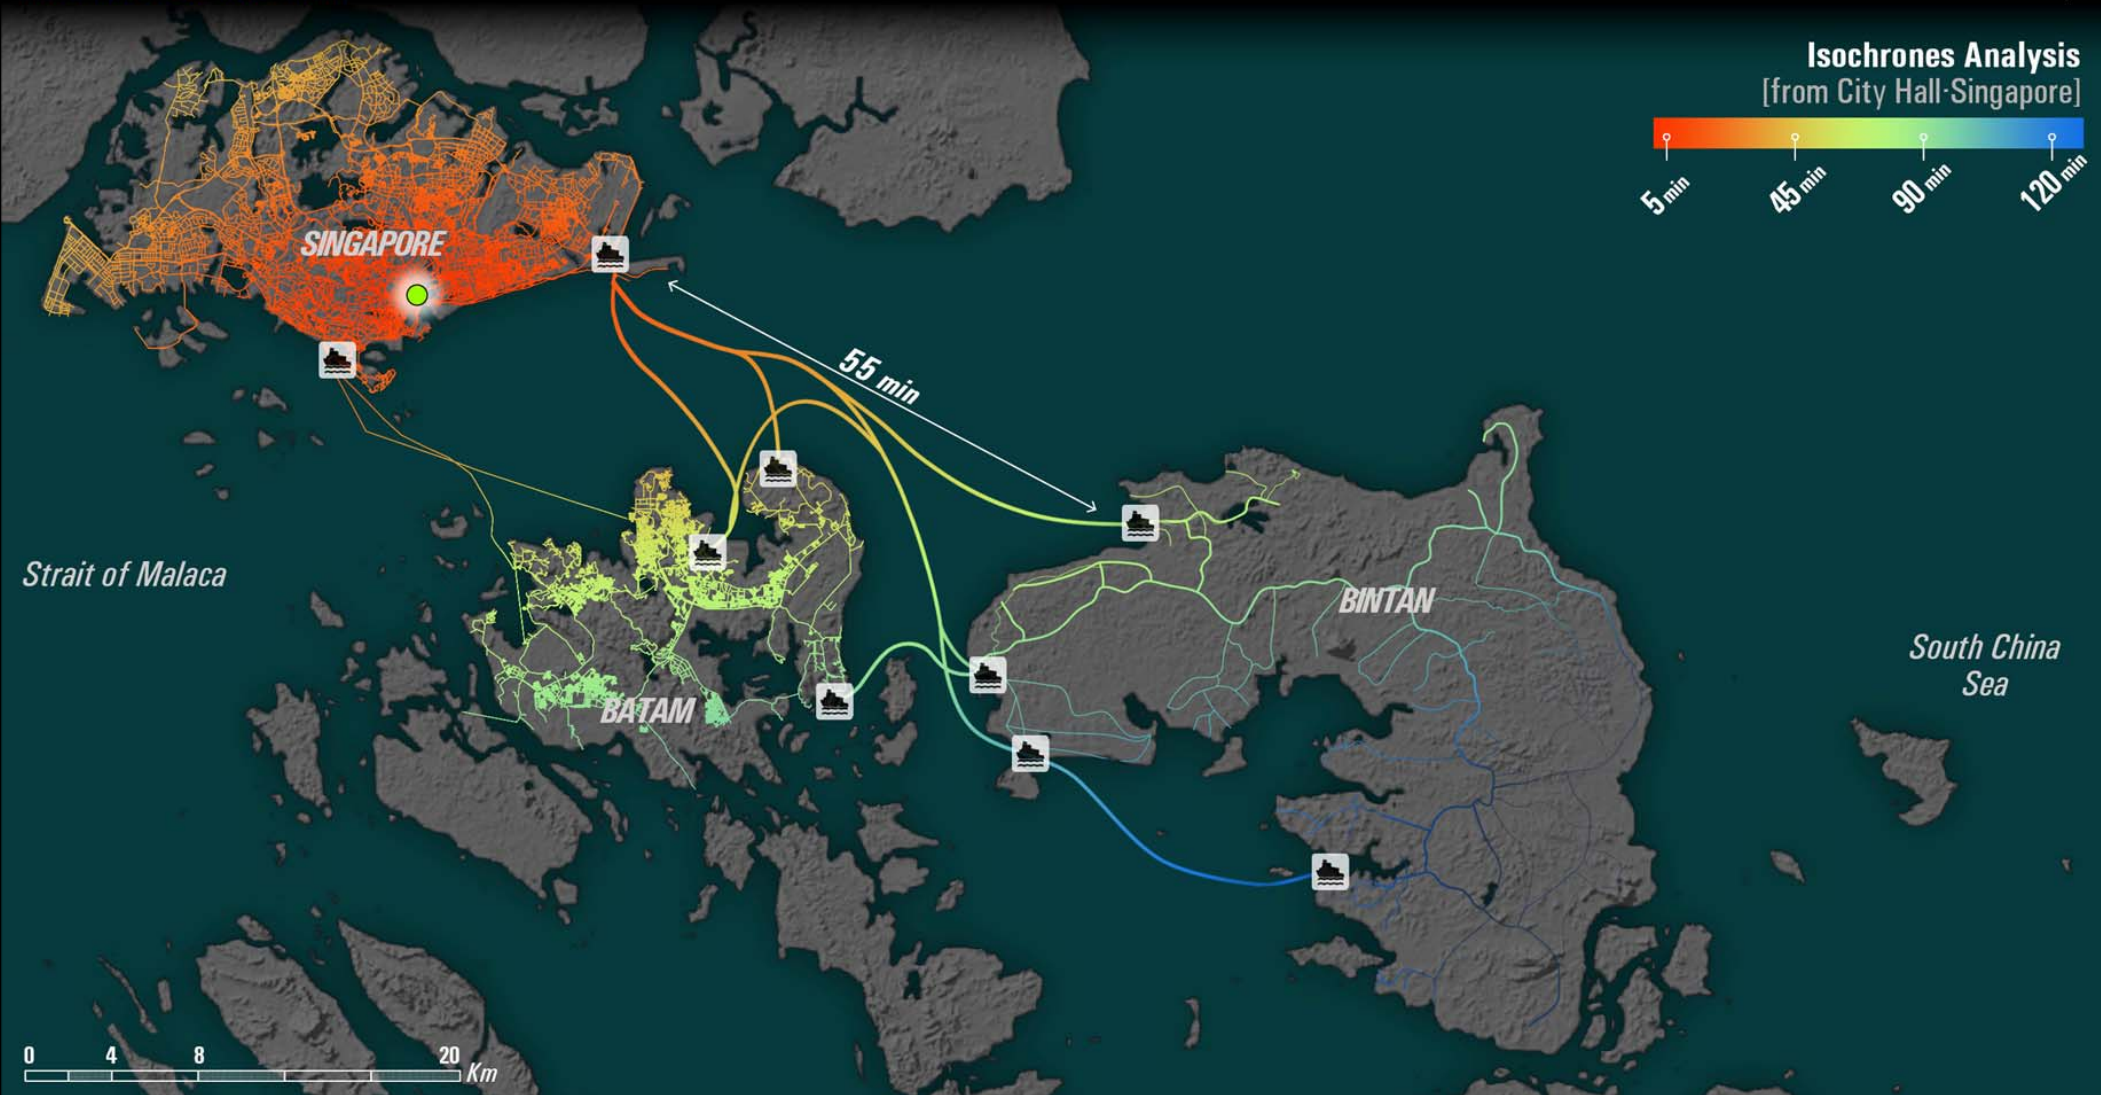 Isochrones Analysis
[from City Hall·Singapore]
5 min
45 min
90 min
120 min
SINGAPORE
55 min
Strait of Malaca
BINTAN
BATAM
South China
Sea
0 4 8 20
Km